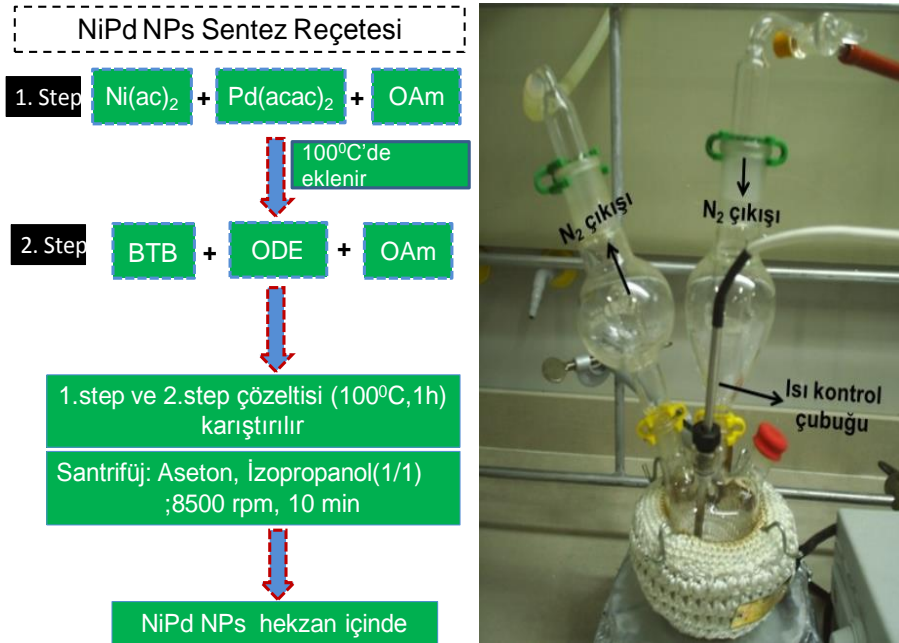 NiPd NPs Sentez Reçetesi
1. Step Ni(ac)₂ + Pd(acac)₂ + OAm
100⁰C'de
eklenir
2. Step BTB + ODE + OAm
1.step ve 2.step çözeltisi (100⁰C,1h)
karıştırılır
Santrifüj: Aseton, İzopropanol(1/1)
;8500 rpm, 10 min
NiPd NPs hekzan içinde
N₂ çıkışı
N₂ çıkışı
Isı kontrol
çubuğu